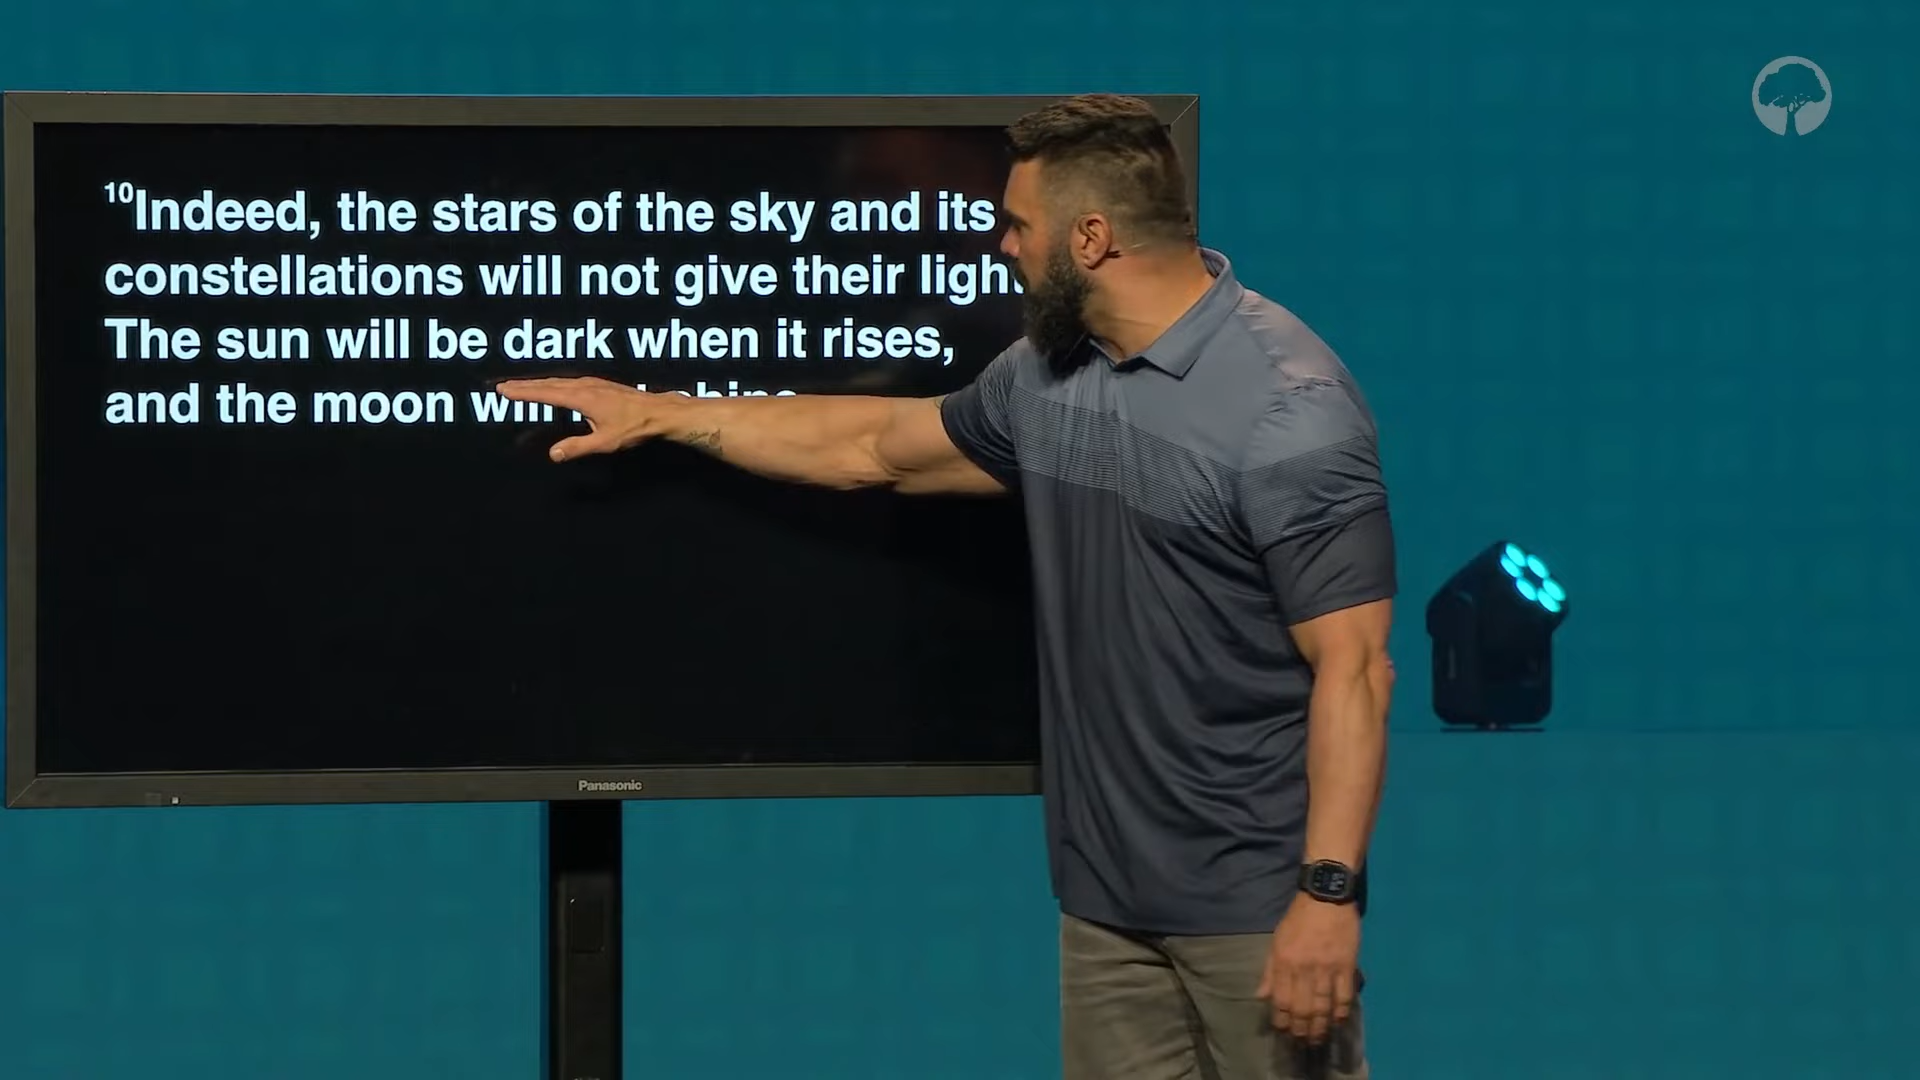 10Indeed, the stars of the sky and its
constellations will not give their light
The sun will be dark when it rises,
and the moon will
Panasonic